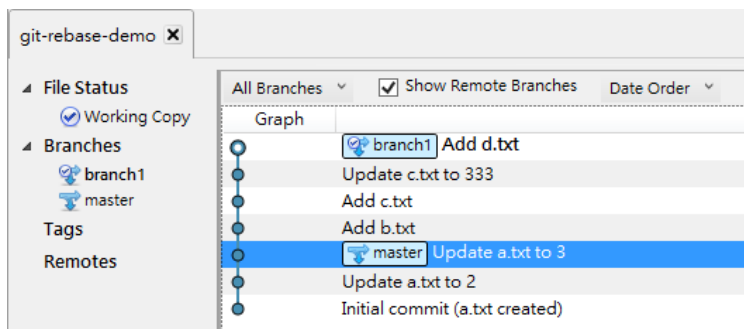 git-rebase-demo
File Status
Working Copy
Branches
branch1
master
Tags
Remotes
All Branches Show Remote Branches Date Order
Graph
branch1 Add d.txt
Update c.txt to 333
Add c.txt
Add b.txt
master Update a.txt to 3
Update a.txt to 2
Initial commit (a.txt created)